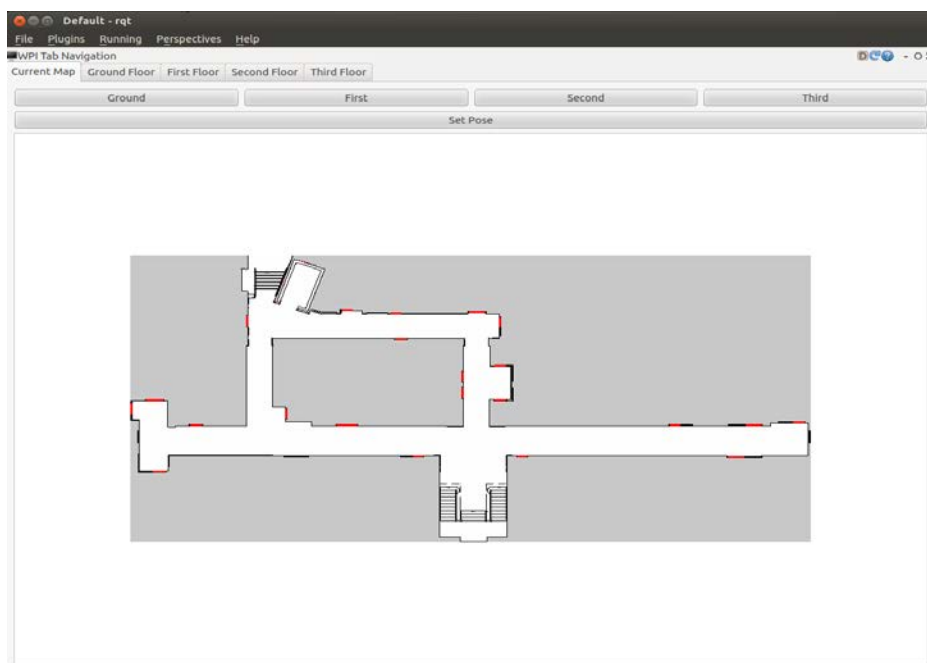 Default - rqt
File Plugins Running Perspectives Help
WPI Tab Navigation
D
Current Map Ground Floor First Floor Second Floor Third Floor
Ground First Second Third
Set Pose